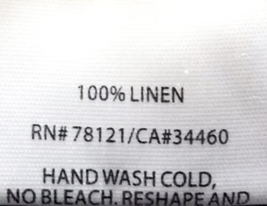 100% LINEN
RN# 78121/CA#34460
HAND WASH COLD,
NO BLEACH. RESHAPE AND